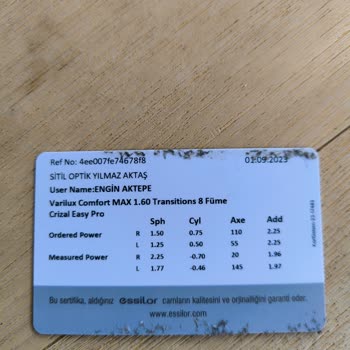 Ref No: 4ee007fe74678f8 01.09.2023
SİTİL OPTİK YILMAZ AKTAŞ
User Name:ENGİN AKTEPE
Varilux Comfort MAX 1.60 Transitions 8 Füme
Crizal Easy Pro
Sph Cyl Axe Add
Ordered Power R 1.50 0.75 110 2.25
L 1.25 0.50 55 2.25
Measured Power R 2.25 -0.70 20 1.96
L 1.77 -0.46 145 1.97
Bu sertifika, aldığınız essilor camların kalitesini ve orjinalliğini garanti eder.
www.essilor.com